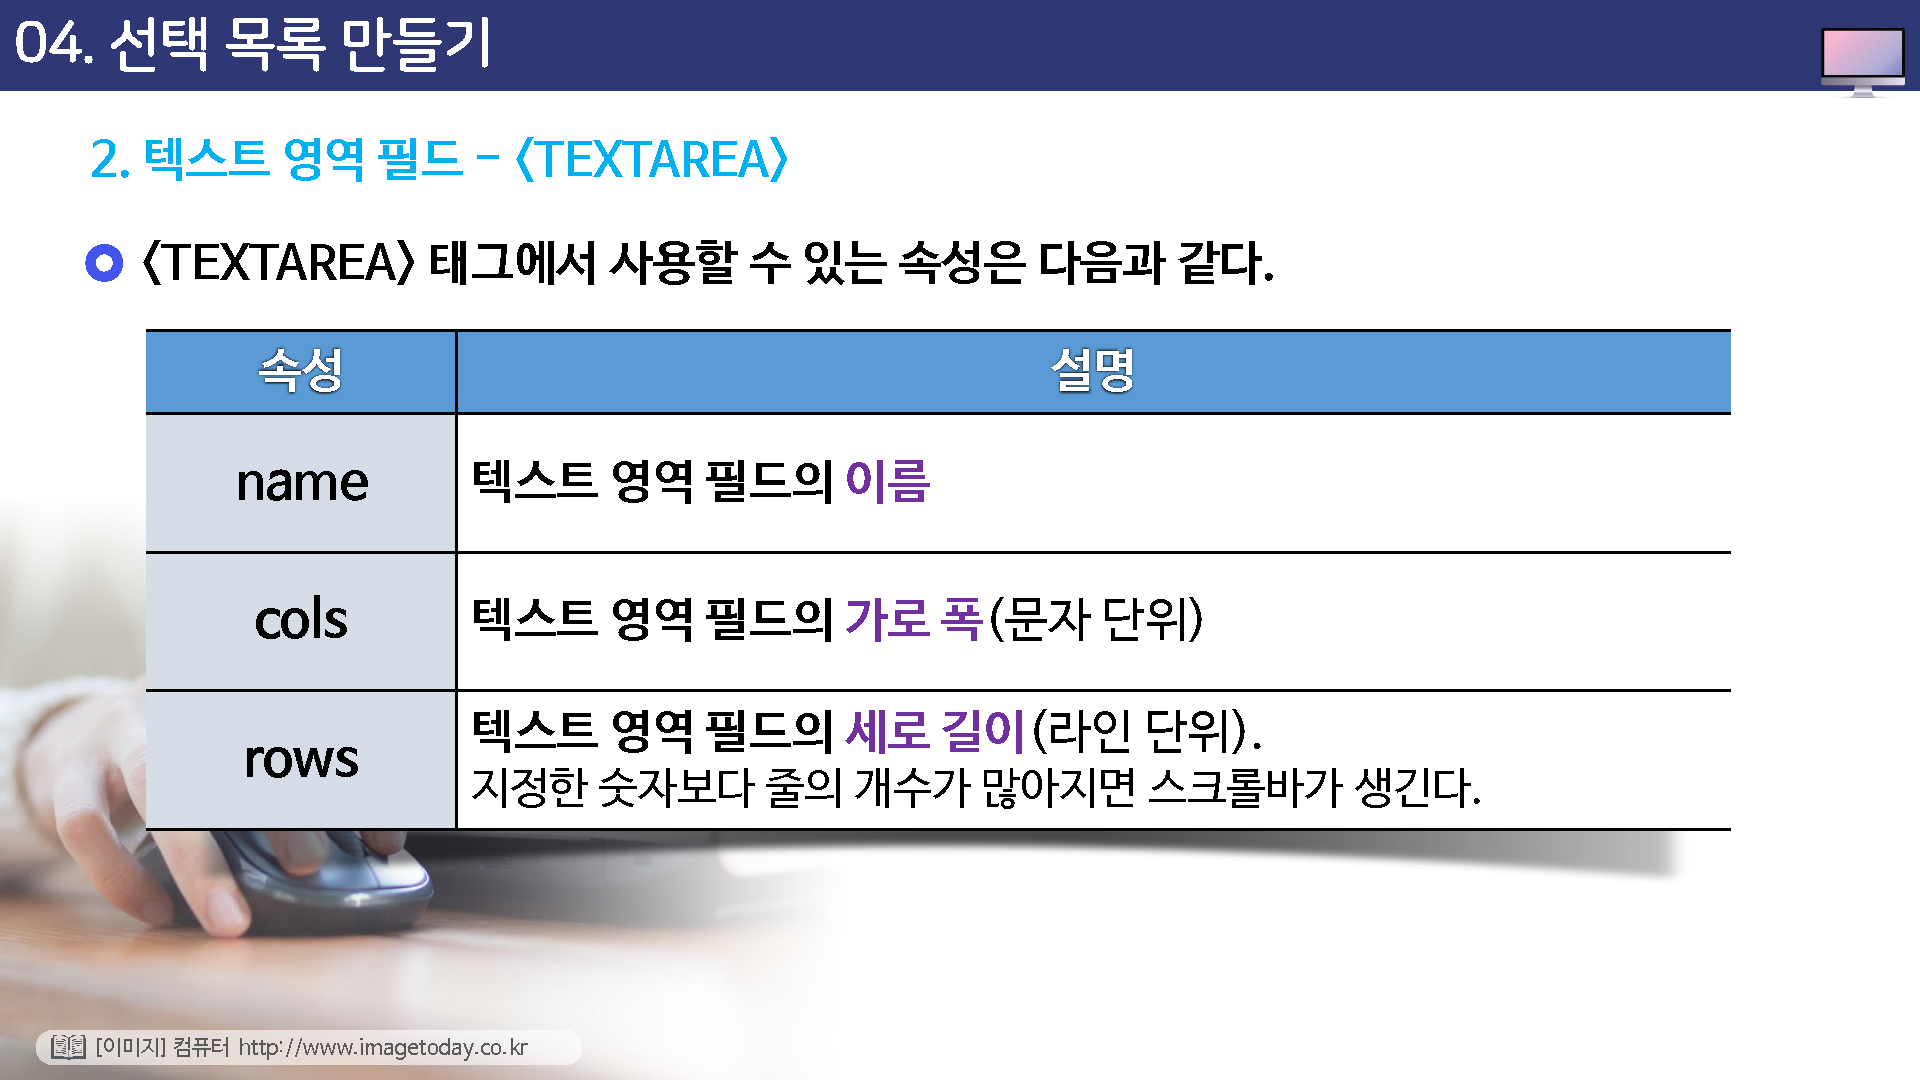 04. 선택 목록 만들기
2. 텍스트 영역 필드 - <TEXTAREA>
<TEXTAREA> 태그에서 사용할 수 있는 속성은 다음과 같다.
속성 설명
name 텍스트 영역 필드의 이름
cols 텍스트 영역 필드의 가로 폭(문자 단위)
rows 텍스트 영역 필드의 세로 길이(라인 단위).
지정한 숫자보다 줄의 개수가 많아지면 스크롤바가 생긴다.
[이미지] 컴퓨터 http://www.imagetoday.co.kr